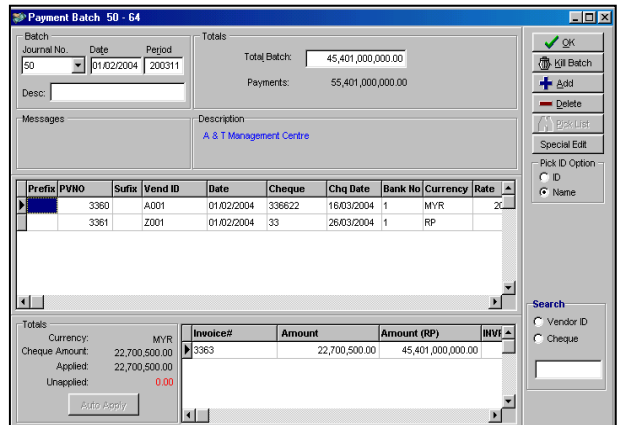 Payment Batch 50 - 64
Batch
Journal No. Date Period
50 01/02/2004 200311
Desc:
Totals
Total Batch: 45,401,000,000.00
Payments: 55,401,000,000.00
OK
Kill Batch
Add
Delete
Pick List
Special Edit
Pick ID Option
ID
Name
Messages
Description
A & T Management Centre
Prefix PVNO Sufix Vend ID Date Cheque Chq Date Bank No Currency Rate
3360 A001 01/02/2004 336622 16/03/2004 1 MYR 20
3361 Z001 01/02/2004 33 26/03/2004 1 RP
Search
Vendor ID
Cheque
Totals
Currency: MYR
Cheque Amount: 22,700,500.00
Applied: 22,700,500.00
Unapplied: 0.00
Auto Apply
Invoice# Amount Amount (RP)
3363 22,700,500.00 45,401,000,000.00